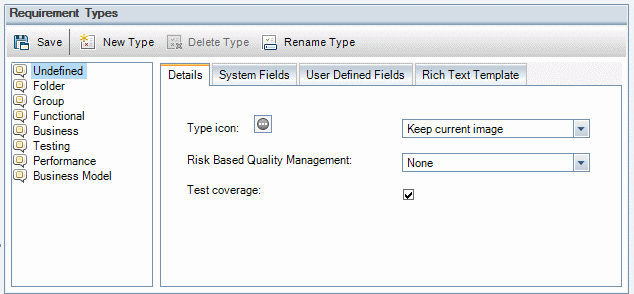 Requirement Types
Save New Type Delete Type Rename Type
Undefined
Folder
Group
Functional
Business
Testing
Performance
Business Model
Details System Fields User Defined Fields Rich Text Template
Type icon: Keep current image
Risk Based Quality Management: None
Test coverage: